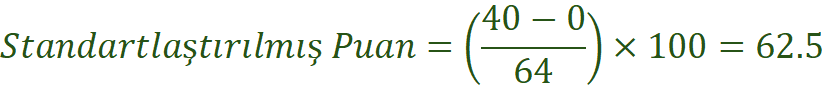 Standartlaştırılmış Puan = ((40 − 0)/64) × 100 = 62.5